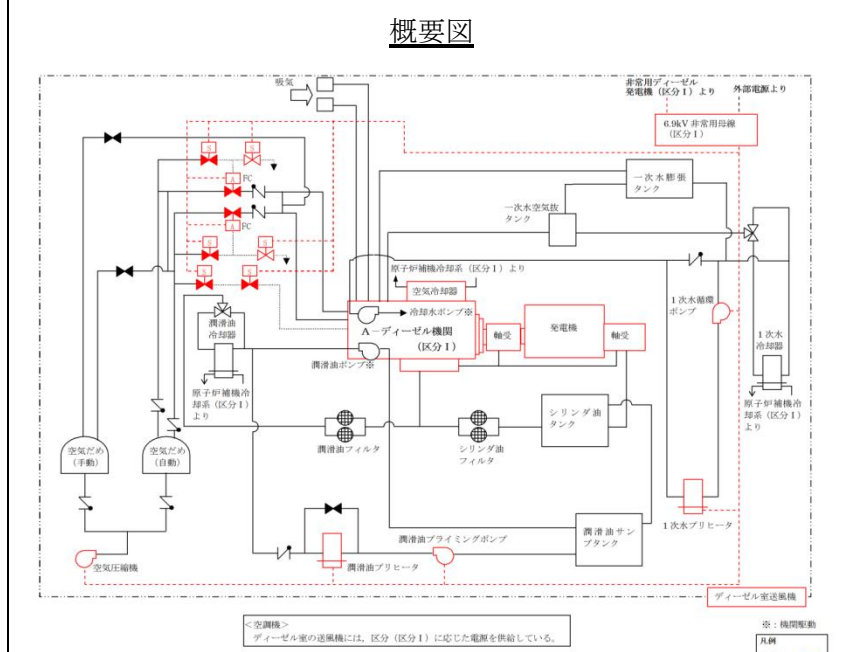 概要図
吸気
非常用ディーゼル
発電機（区分Ⅰ）より
外部電源より
6.9kV 非常用母線
（区分Ⅰ）
S
S
A
FC
一次水膨張
タンク
一次水空気抜
タンク
A
FC
S
S
S
S
原子炉補機冷却系（区分Ⅰ）より
空気冷却器
冷却水ポンプ※
A－ディーゼル機関
（区分Ⅰ）
軸受
発電機
軸受
1次水循環
ポンプ
1次水
冷却器
潤滑油
冷却器
潤滑油ポンプ※
原子炉補機冷
却系（区分Ⅰ）
より
原子炉補機冷
却系（区分Ⅰ）
より
シリンダ油
タンク
潤滑油フィルタ
シリンダ油
フィルタ
空気だめ
（手動）
空気だめ
（自動）
潤滑油サン
プタンク
1次水プリヒータ
潤滑油プライミングポンプ
空気圧縮機
潤滑油プリヒータ
ディーゼル室送風機
＜空調機＞
ディーゼル室の送風機には、区分（区分Ⅰ）に応じた電源を供給している。
※：機関駆動
凡例